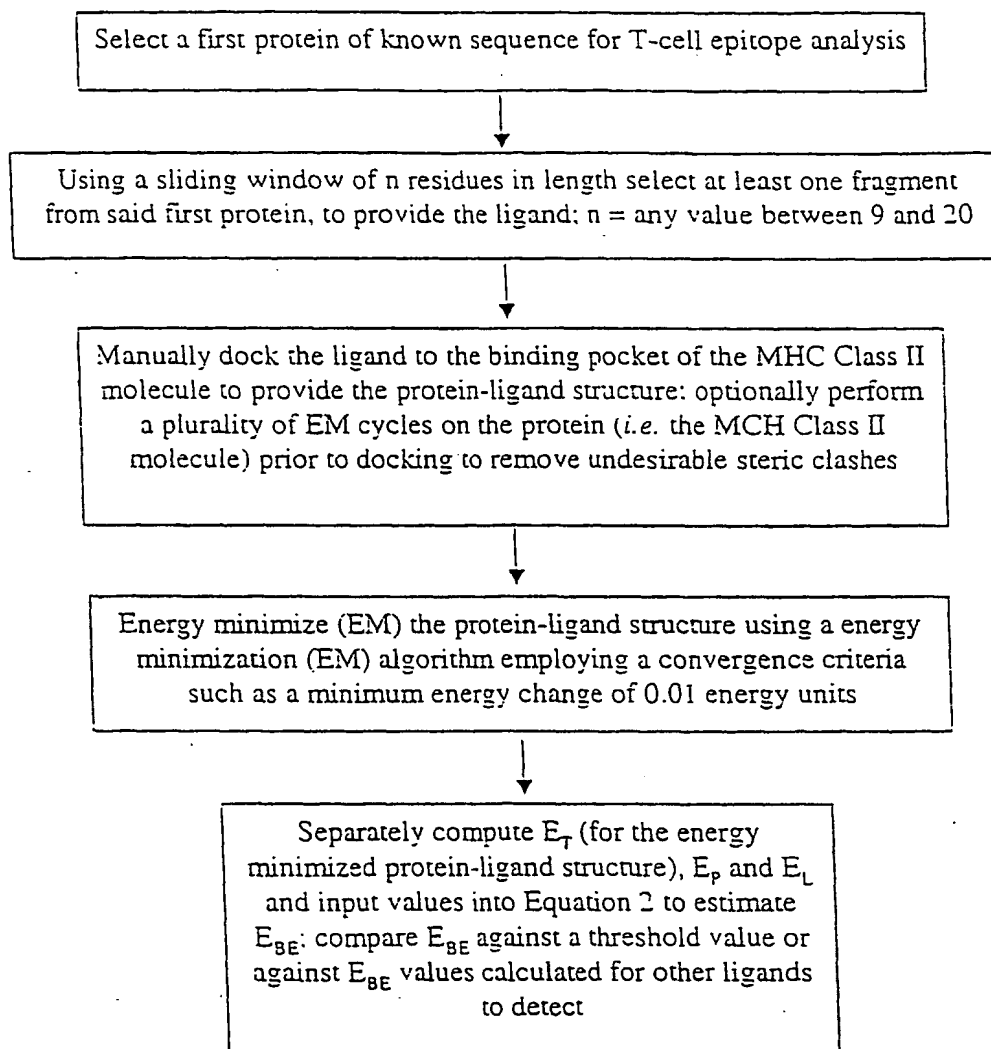 Select a first protein of known sequence for T-cell epitope analysis
Using a sliding window of n residues in length select at least one fragment
from said first protein, to provide the ligand; n = any value between 9 and 20
Manually dock the ligand to the binding pocket of the MHC Class II
molecule to provide the protein-ligand structure: optionally perform
a plurality of EM cycles on the protein (i.e. the MCH Class II
molecule) prior to docking to remove undesirable steric clashes
Energy minimize (EM) the protein-ligand structure using a energy
minimization (EM) algorithm employing a convergence criteria
such as a minimum energy change of 0.01 energy units
Separately compute E_T (for the energy
minimized protein-ligand structure), E_P and E_L
and input values into Equation 2 to estimate
E_BE: compare E_BE against a threshold value or
against E_BE values calculated for other ligands
to detect